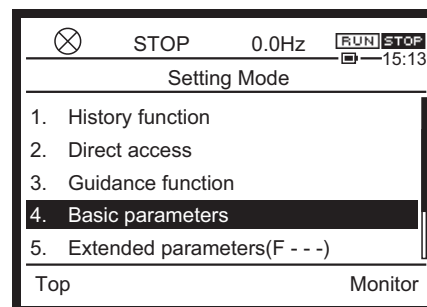 STOP 0.0Hz RUN STOP
15:13
Setting Mode
1. History function
2. Direct access
3. Guidance function
4. Basic parameters
5. Extended parameters(F - - -)
Top Monitor